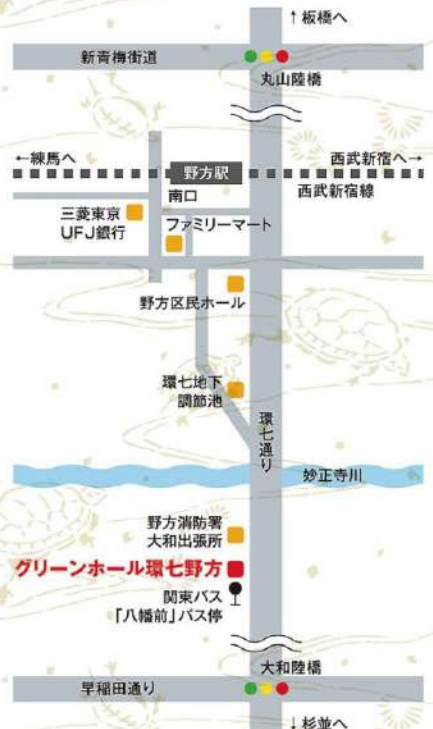 ↑板橋へ
新青梅街道
丸山陸橋
←練馬へ
野方駅
西武新宿へ→
南口
西武新宿線
三菱東京
UFJ銀行
ファミリーマート
野方区民ホール
環七地下
調節池
環七通り
妙正寺川
野方消防署
大和出張所
グリーンホール環七野方
関東バス
「八幡前」バス停
大和陸橋
早稲田通り
↓杉並へ